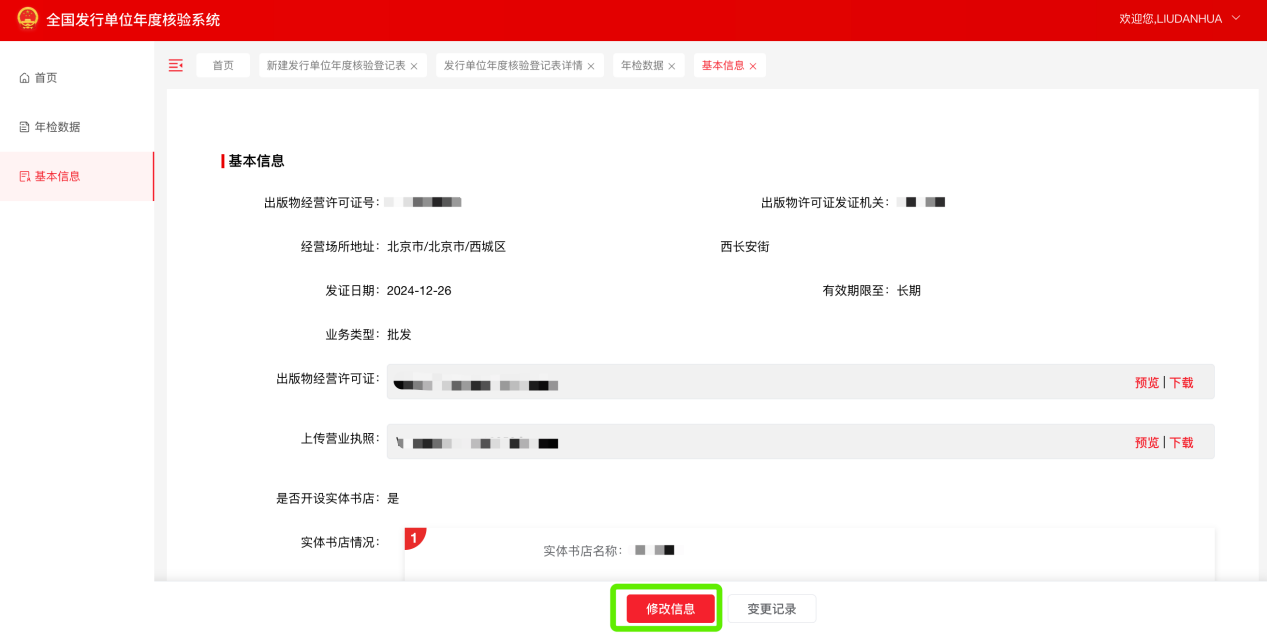 全国发行单位年度核验系统
欢迎您,LIUDANHUA
首页
年检数据
基本信息
首页 新建发行单位年度核验登记表 发行单位年度核验登记表详情 年检数据 基本信息
基本信息
出版物经营许可证号: 出版物许可证发证机关:
经营场所地址: 北京市/北京市/西城区 西长安街
发证日期: 2024-12-26 有效期限至: 长期
业务类型: 批发
出版物经营许可证: 预览 | 下载
上传营业执照: 预览 | 下载
是否开设实体书店: 是
实体书店情况: 1
实体书店名称:
修改信息 变更记录